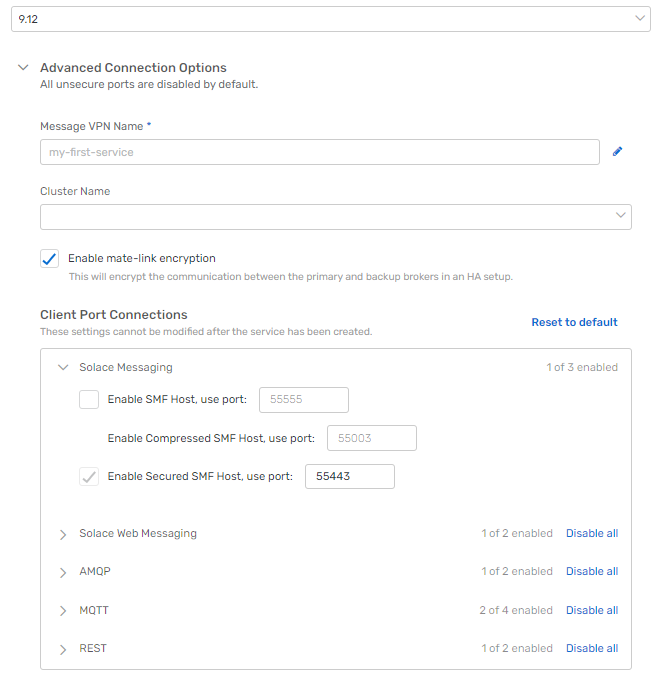 9.12
Advanced Connection Options
All unsecure ports are disabled by default.
Message VPN Name *
my-first-service
Cluster Name
Enable mate-link encryption
This will encrypt the communication between the primary and backup brokers in an HA setup.
Client Port Connections
These settings cannot be modified after the service has been created.
Reset to default
Solace Messaging 1 of 3 enabled
Enable SMF Host, use port: 55555
Enable Compressed SMF Host, use port: 55003
Enable Secured SMF Host, use port: 55443
Solace Web Messaging 1 of 2 enabled Disable all
AMQP 1 of 2 enabled Disable all
MQTT 2 of 4 enabled Disable all
REST 1 of 2 enabled Disable all